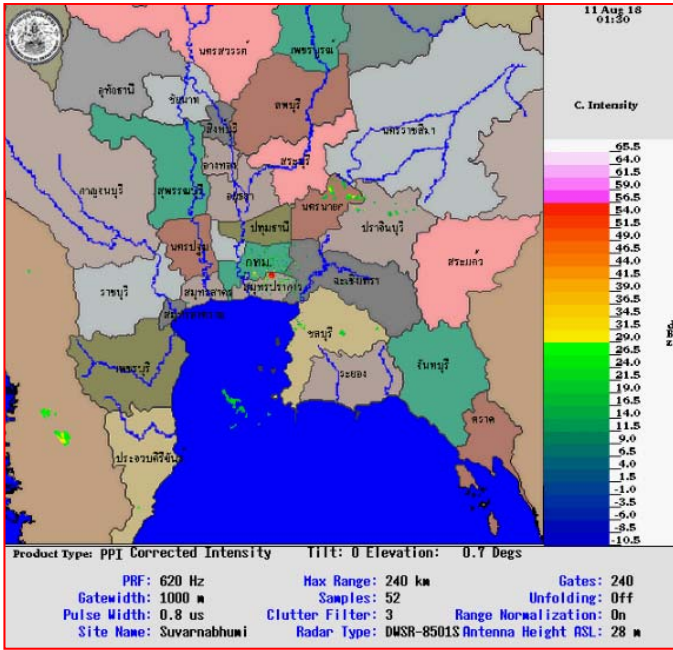 11 Aug 18
01:30
C. Intensity
นครสวรรค์
เพชรบูรณ์
อุทัยธานี
ชัยนาท
ลพบุรี
สิงห์บุรี
นครราชสีมา
สระบุรี
อ่างทอง
กาญจนบุรี
สุพรรณบุรี
อยุธยา
นครนายก
ปทุมธานี
ปราจีนบุรี
นครปฐม
กทม.
สระแก้ว
ราชบุรี
สมุทรสาคร
สมุทรปราการ
ฉะเชิงเทรา
ชลบุรี
เพชรบุรี
ระยอง
จันทบุรี
ตราด
ประจวบคีรีขันธ์
65.5
64.0
61.5
59.0
56.5
54.0
51.5
49.0
46.5
44.0
41.5
39.0
36.5
34.0
31.5
29.0
26.5
24.0
21.5
19.0
16.5
14.0
11.5
9.0
6.5
4.0
1.5
-1.0
-3.5
-6.0
-8.5
-10.5
Product Type: PPI Corrected Intensity Tilt: 0 Elevation: 0.7 Degs
PRF: 620 Hz Max Range: 240 km Gates: 240
Gatewidth: 1000 m Samples: 52 Unfolding: Off
Pulse Width: 0.8 us Clutter Filter: 3 Range Normalization: On
Site Name: Suvarnabhumi Radar Type: DWSR-8501S Antenna Height ASL: 28 m